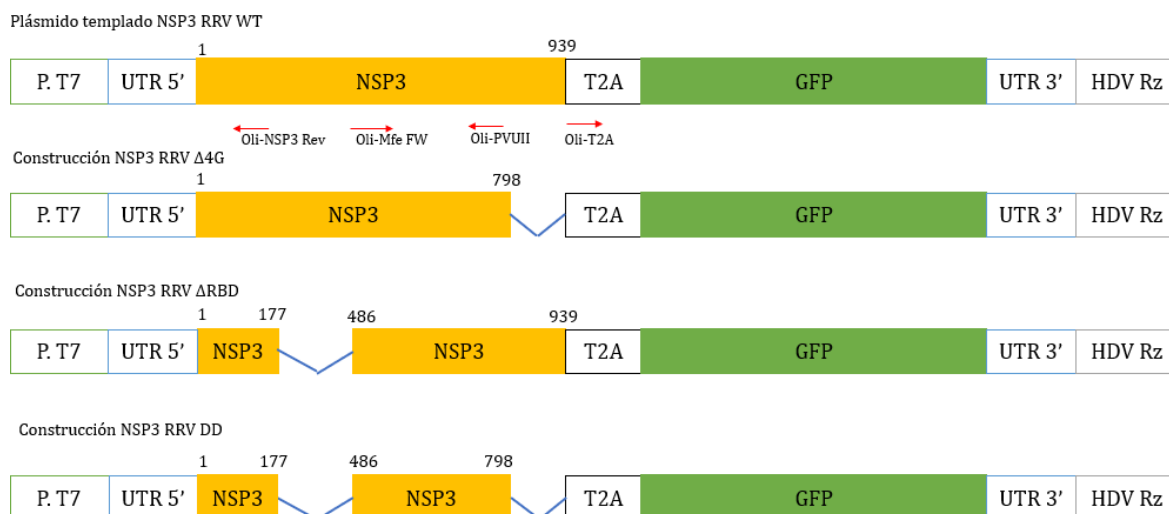 Plásmido templado NSP3 RRV WT
1 939
P. T7 UTR 5’ NSP3 T2A GFP UTR 3’ HDV Rz
Oli-NSP3 Rev Oli-Mfe FW Oli-PVUII Oli-T2A
Construcción NSP3 RRV Δ4G
1 798
P. T7 UTR 5’ NSP3 T2A GFP UTR 3’ HDV Rz
Construcción NSP3 RRV ΔRBD
1 177 486 939
P. T7 UTR 5’ NSP3 NSP3 T2A GFP UTR 3’ HDV Rz
Construcción NSP3 RRV DD
1 177 486 798
P. T7 UTR 5’ NSP3 NSP3 T2A GFP UTR 3’ HDV Rz